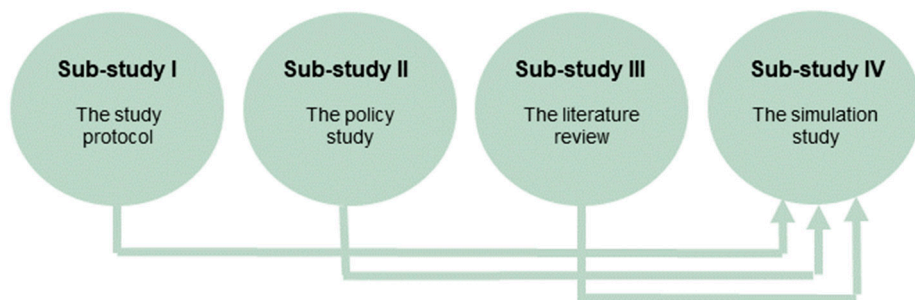 Sub-study I
The study
protocol
Sub-study II
The policy
study
Sub-study III
The literature
review
Sub-study IV
The simulation
study